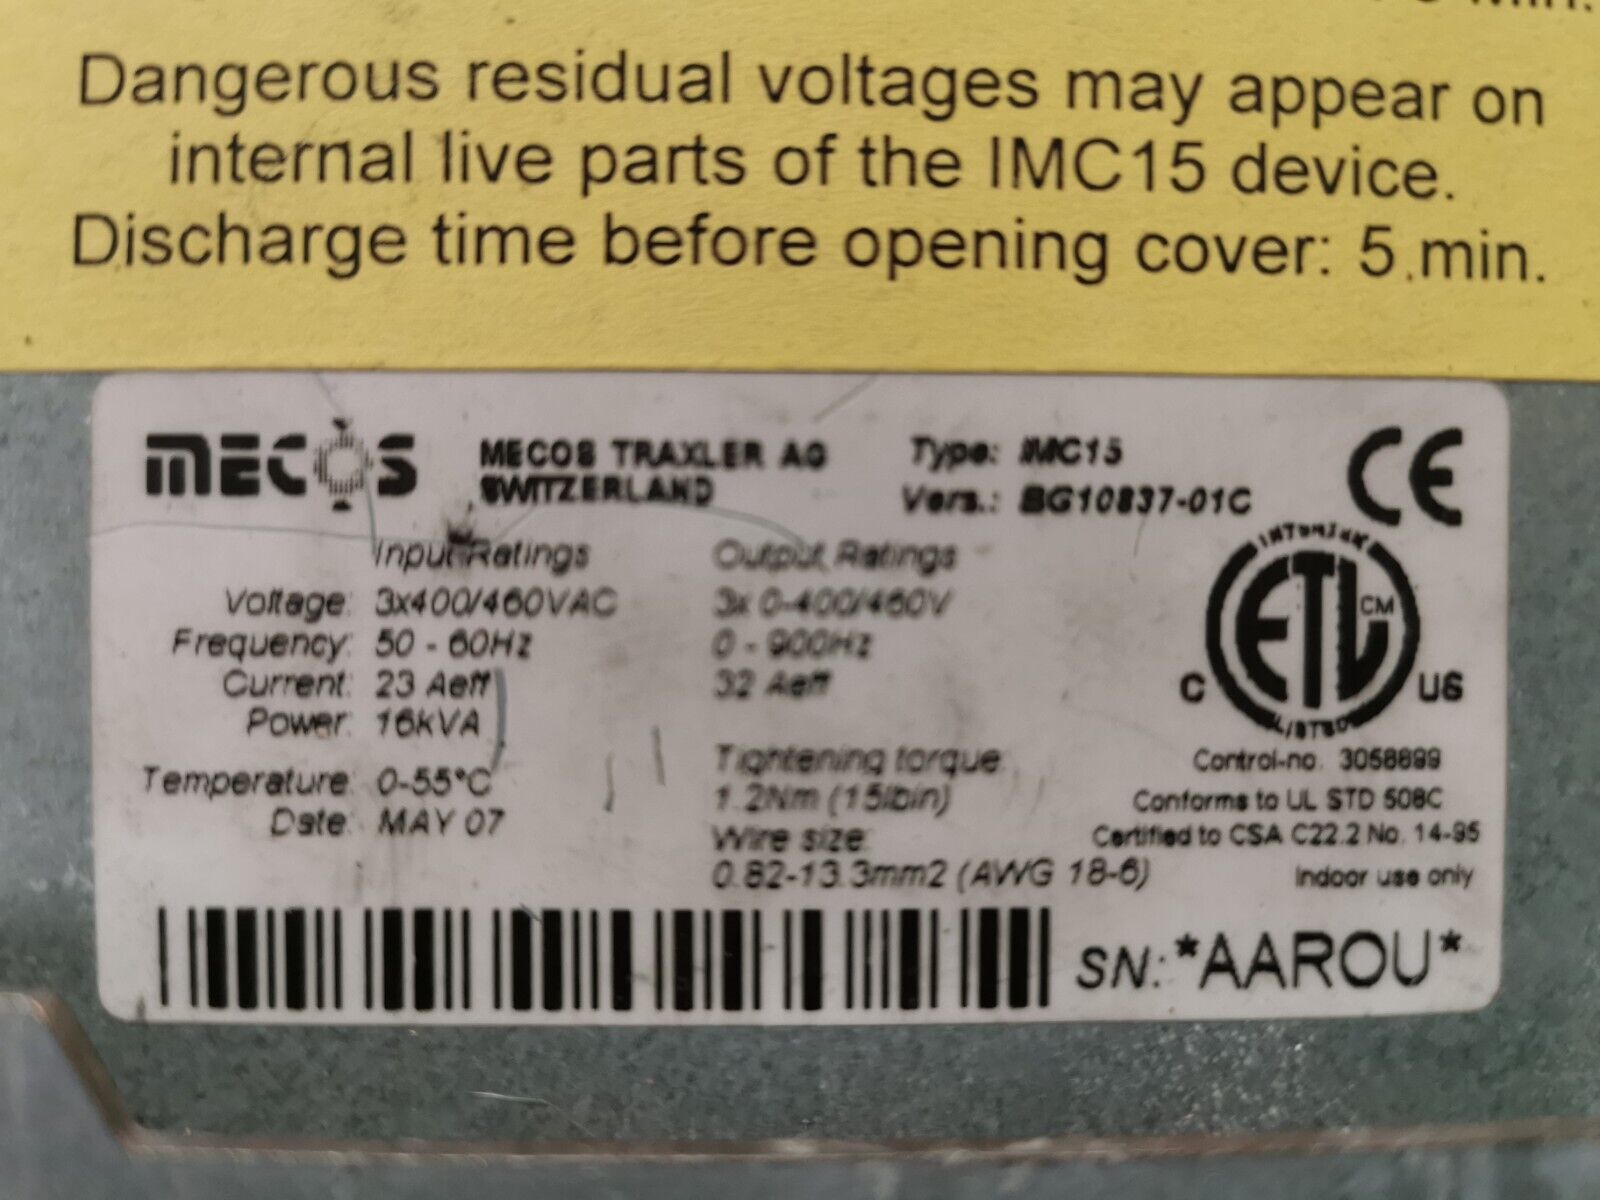 Min.
Dangerous residual voltages may appear on
internal live parts of the IMC15 device.
Discharge time before opening cover: 5 min.
MECOS
MECOS TRAXLER AG
SWITZERLAND
Type: IMC15
Vers.: BG10837-01C
CE
Input Ratings
Voltage: 3x400/460VAC
Frequency: 50 - 60Hz
Current: 23 Aeff
Power: 16kVA
Temperature: 0-55°C
Date: MAY 07
Output Ratings
3x 0-400/460V
0 - 900Hz
32 Aeff
Tightening torque:
1.2Nm (15lbin)
Wire size:
0.82-13.3mm2 (AWG 18-6)
INTERTEK
ETL CM
C US
LISTED
Control-no. 3058899
Conforms to UL STD 508C
Certified to CSA C22.2 No. 14-95
Indoor use only
SN: *AAROU*